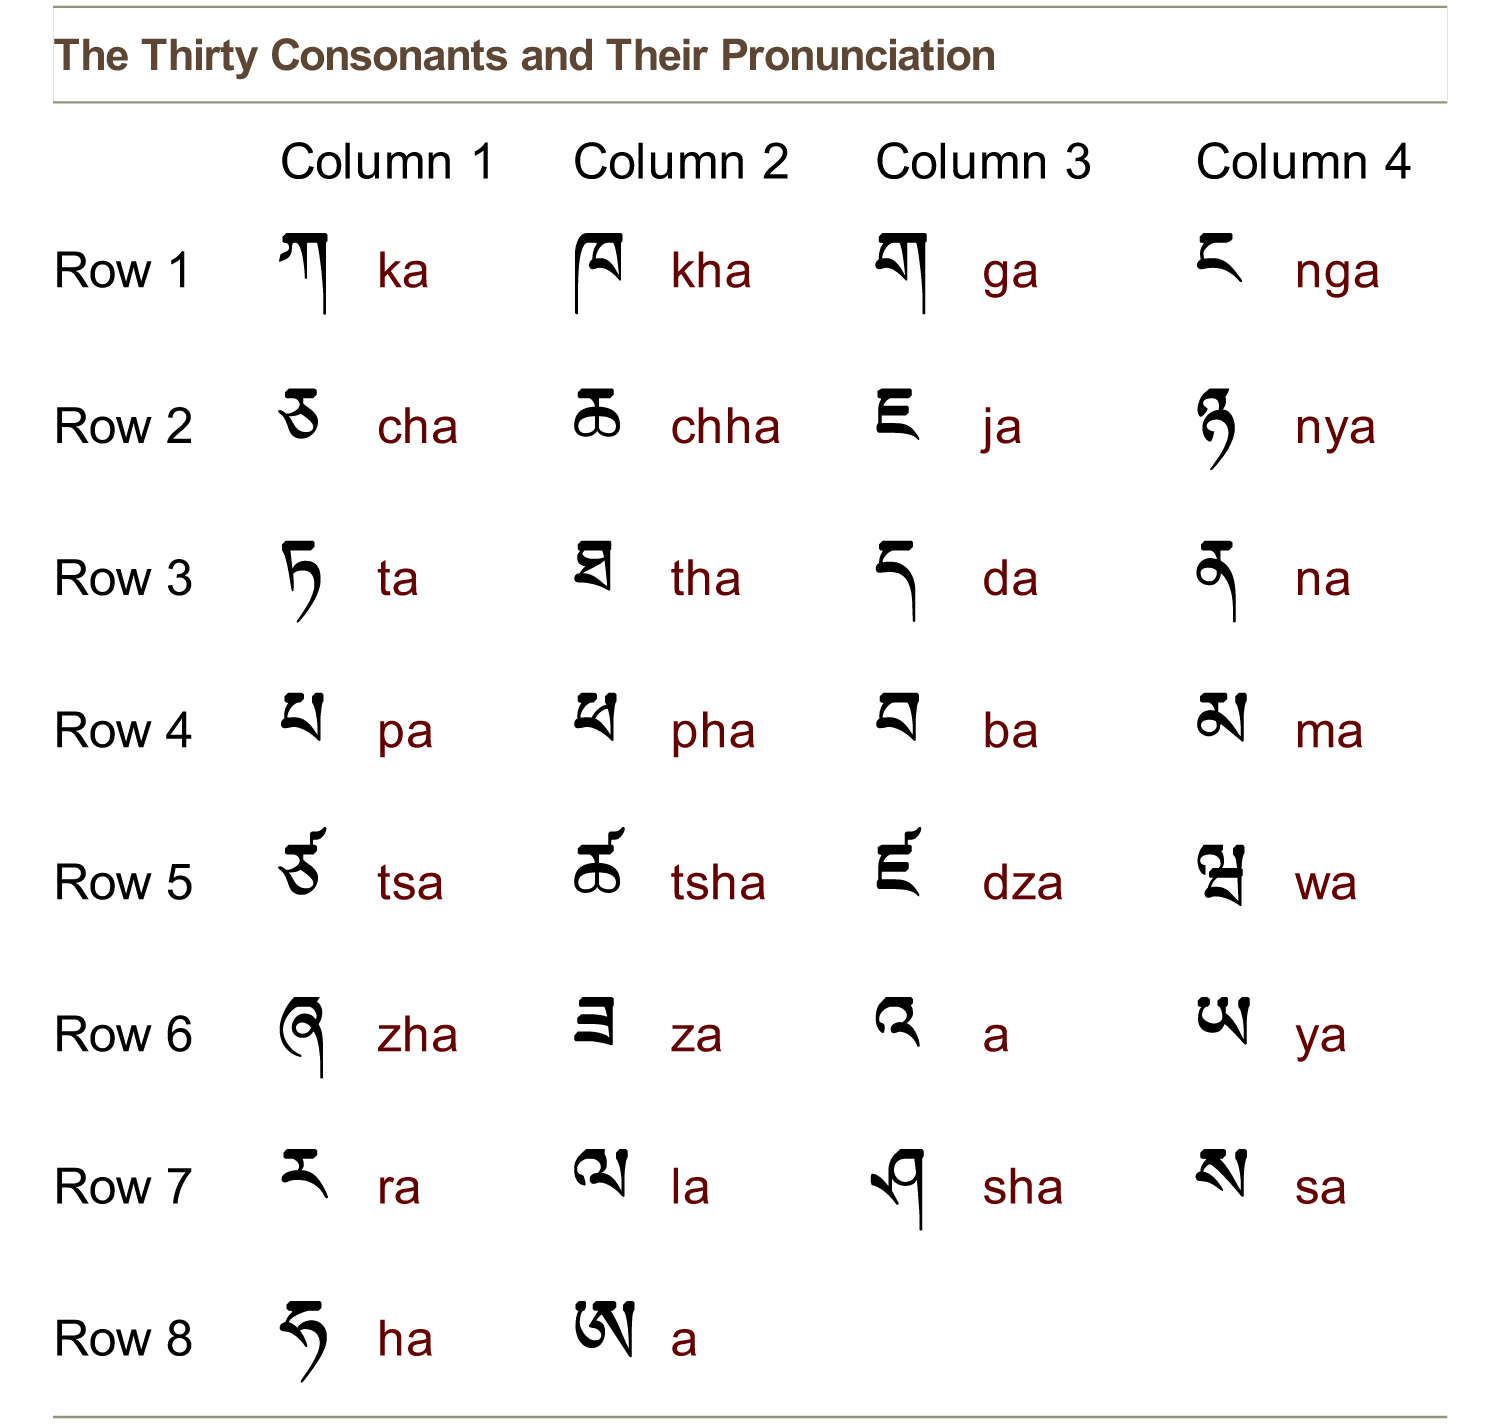 The Thirty Consonants and Their Pronunciation
Column 1 Column 2 Column 3 Column 4
Row 1 ཀ ka ཁ kha ག ga ང nga
Row 2 ཅ cha ཆ chha ཇ ja ཉ nya
Row 3 ཏ ta ཐ tha ད da ན na
Row 4 པ pa ཕ pha བ ba མ ma
Row 5 ཙ tsa ཚ tsha ཛ dza ཝ wa
Row 6 ཞ zha ཟ za འ a ཡ ya
Row 7 ར ra ལ la ཤ sha ས sa
Row 8 ཧ ha ཨ a